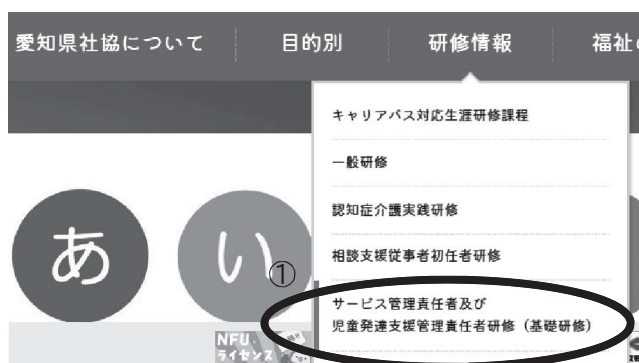 愛知県社協について
目的別
研修情報
福祉の
キャリアパス対応生涯研修課程
一般研修
認知症介護実践研修
相談支援従事者初任者研修
あ
い
①
サービス管理責任者及び
児童発達支援管理責任者研修（基礎研修）
NFU
ライセンス